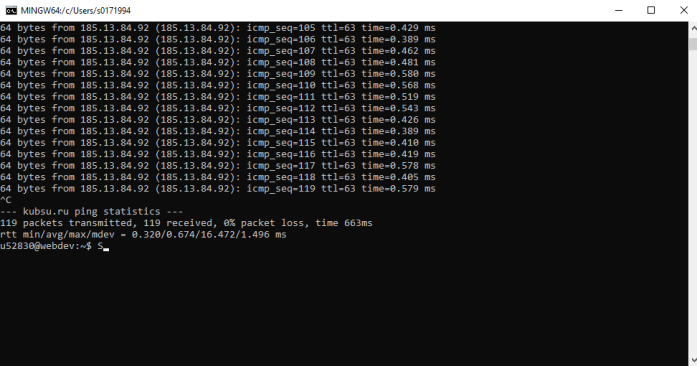 MINGW64:/c/Users/s0171994
64 bytes from 185.13.84.92 (185.13.84.92): icmp_seq=105 ttl=63 time=0.429 ms
64 bytes from 185.13.84.92 (185.13.84.92): icmp_seq=106 ttl=63 time=0.389 ms
64 bytes from 185.13.84.92 (185.13.84.92): icmp_seq=107 ttl=63 time=0.462 ms
64 bytes from 185.13.84.92 (185.13.84.92): icmp_seq=108 ttl=63 time=0.481 ms
64 bytes from 185.13.84.92 (185.13.84.92): icmp_seq=109 ttl=63 time=0.580 ms
64 bytes from 185.13.84.92 (185.13.84.92): icmp_seq=110 ttl=63 time=0.568 ms
64 bytes from 185.13.84.92 (185.13.84.92): icmp_seq=111 ttl=63 time=0.519 ms
64 bytes from 185.13.84.92 (185.13.84.92): icmp_seq=112 ttl=63 time=0.543 ms
64 bytes from 185.13.84.92 (185.13.84.92): icmp_seq=113 ttl=63 time=0.426 ms
64 bytes from 185.13.84.92 (185.13.84.92): icmp_seq=114 ttl=63 time=0.389 ms
64 bytes from 185.13.84.92 (185.13.84.92): icmp_seq=115 ttl=63 time=0.410 ms
64 bytes from 185.13.84.92 (185.13.84.92): icmp_seq=116 ttl=63 time=0.419 ms
64 bytes from 185.13.84.92 (185.13.84.92): icmp_seq=117 ttl=63 time=0.578 ms
64 bytes from 185.13.84.92 (185.13.84.92): icmp_seq=118 ttl=63 time=0.405 ms
64 bytes from 185.13.84.92 (185.13.84.92): icmp_seq=119 ttl=63 time=0.579 ms
^C
--- kubsu.ru ping statistics ---
119 packets transmitted, 119 received, 0% packet loss, time 663ms
rtt min/avg/max/mdev = 0.320/0.674/16.472/1.496 ms
u52830@webdev:~$ S